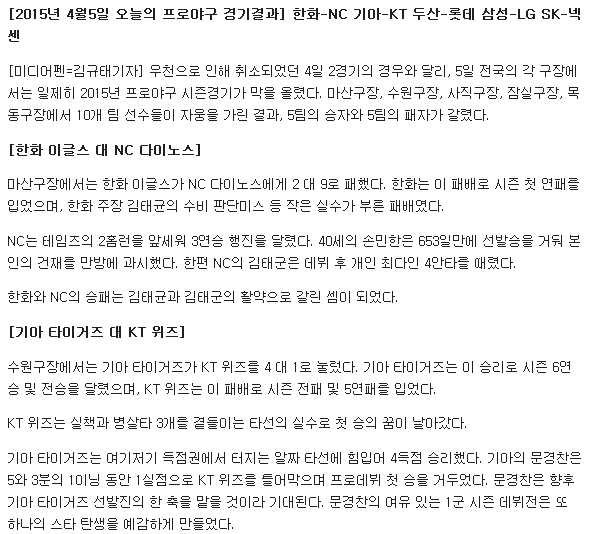 [2015년 4월5일 오늘의 프로야구 경기결과] 한화-NC 기아-KT 두산-롯데 삼성-LG SK-넥
센
[미디어펜=김규태기자] 우천으로 인해 취소되었던 4일 2경기의 경우와 달리, 5일 전국의 각 구장에
서는 일제히 2015년 프로야구 시즌경기가 막을 올렸다. 마산구장, 수원구장, 사직구장, 잠실구장, 목
동구장에서 10개 팀 선수들이 자웅을 가린 결과, 5팀의 승자와 5팀의 패자가 갈렸다.
[한화 이글스 대 NC 다이노스]
마산구장에서는 한화 이글스가 NC 다이노스에게 2 대 9로 패했다. 한화는 이 패배로 시즌 첫 연패를
입었으며, 한화 주장 김태균의 수비 판단미스 등 작은 실수가 부른 패배였다.
NC는 테임즈의 2홈런을 앞세워 3연승 행진을 달렸다. 40세의 손민한은 653일만에 선발승을 거둬 본
인의 건재를 만방에 과시했다. 한편 NC의 김태군은 데뷔 후 개인 최다인 4안타를 때렸다.
한화와 NC의 승패는 김태균과 김태군의 활약으로 갈린 셈이 되었다.
[기아 타이거즈 대 KT 위즈]
수원구장에서는 기아 타이거즈가 KT 위즈를 4 대 1로 눌렀다. 기아 타이거즈는 이 승리로 시즌 6연
승 및 전승을 달렸으며, KT 위즈는 이 패배로 시즌 전패 및 5연패를 입었다.
KT 위즈는 실책과 병살타 3개를 곁들이는 타선의 실수로 첫 승의 꿈이 날아갔다.
기아 타이거즈는 여기저기 득점권에서 터지는 알짜 타선에 힘입어 4득점 승리했다. 기아의 문경찬은
5와 3분의 1이닝 동안 1실점으로 KT 위즈를 틀어막으며 프로데뷔 첫 승을 거두었다. 문경찬은 향후
기아 타이거즈 선발진의 한 축을 맡을 것이라 기대된다. 문경찬의 여유 있는 1군 시즌 데뷔전은 또
하나의 스타 탄생을 예감하게 만들었다.